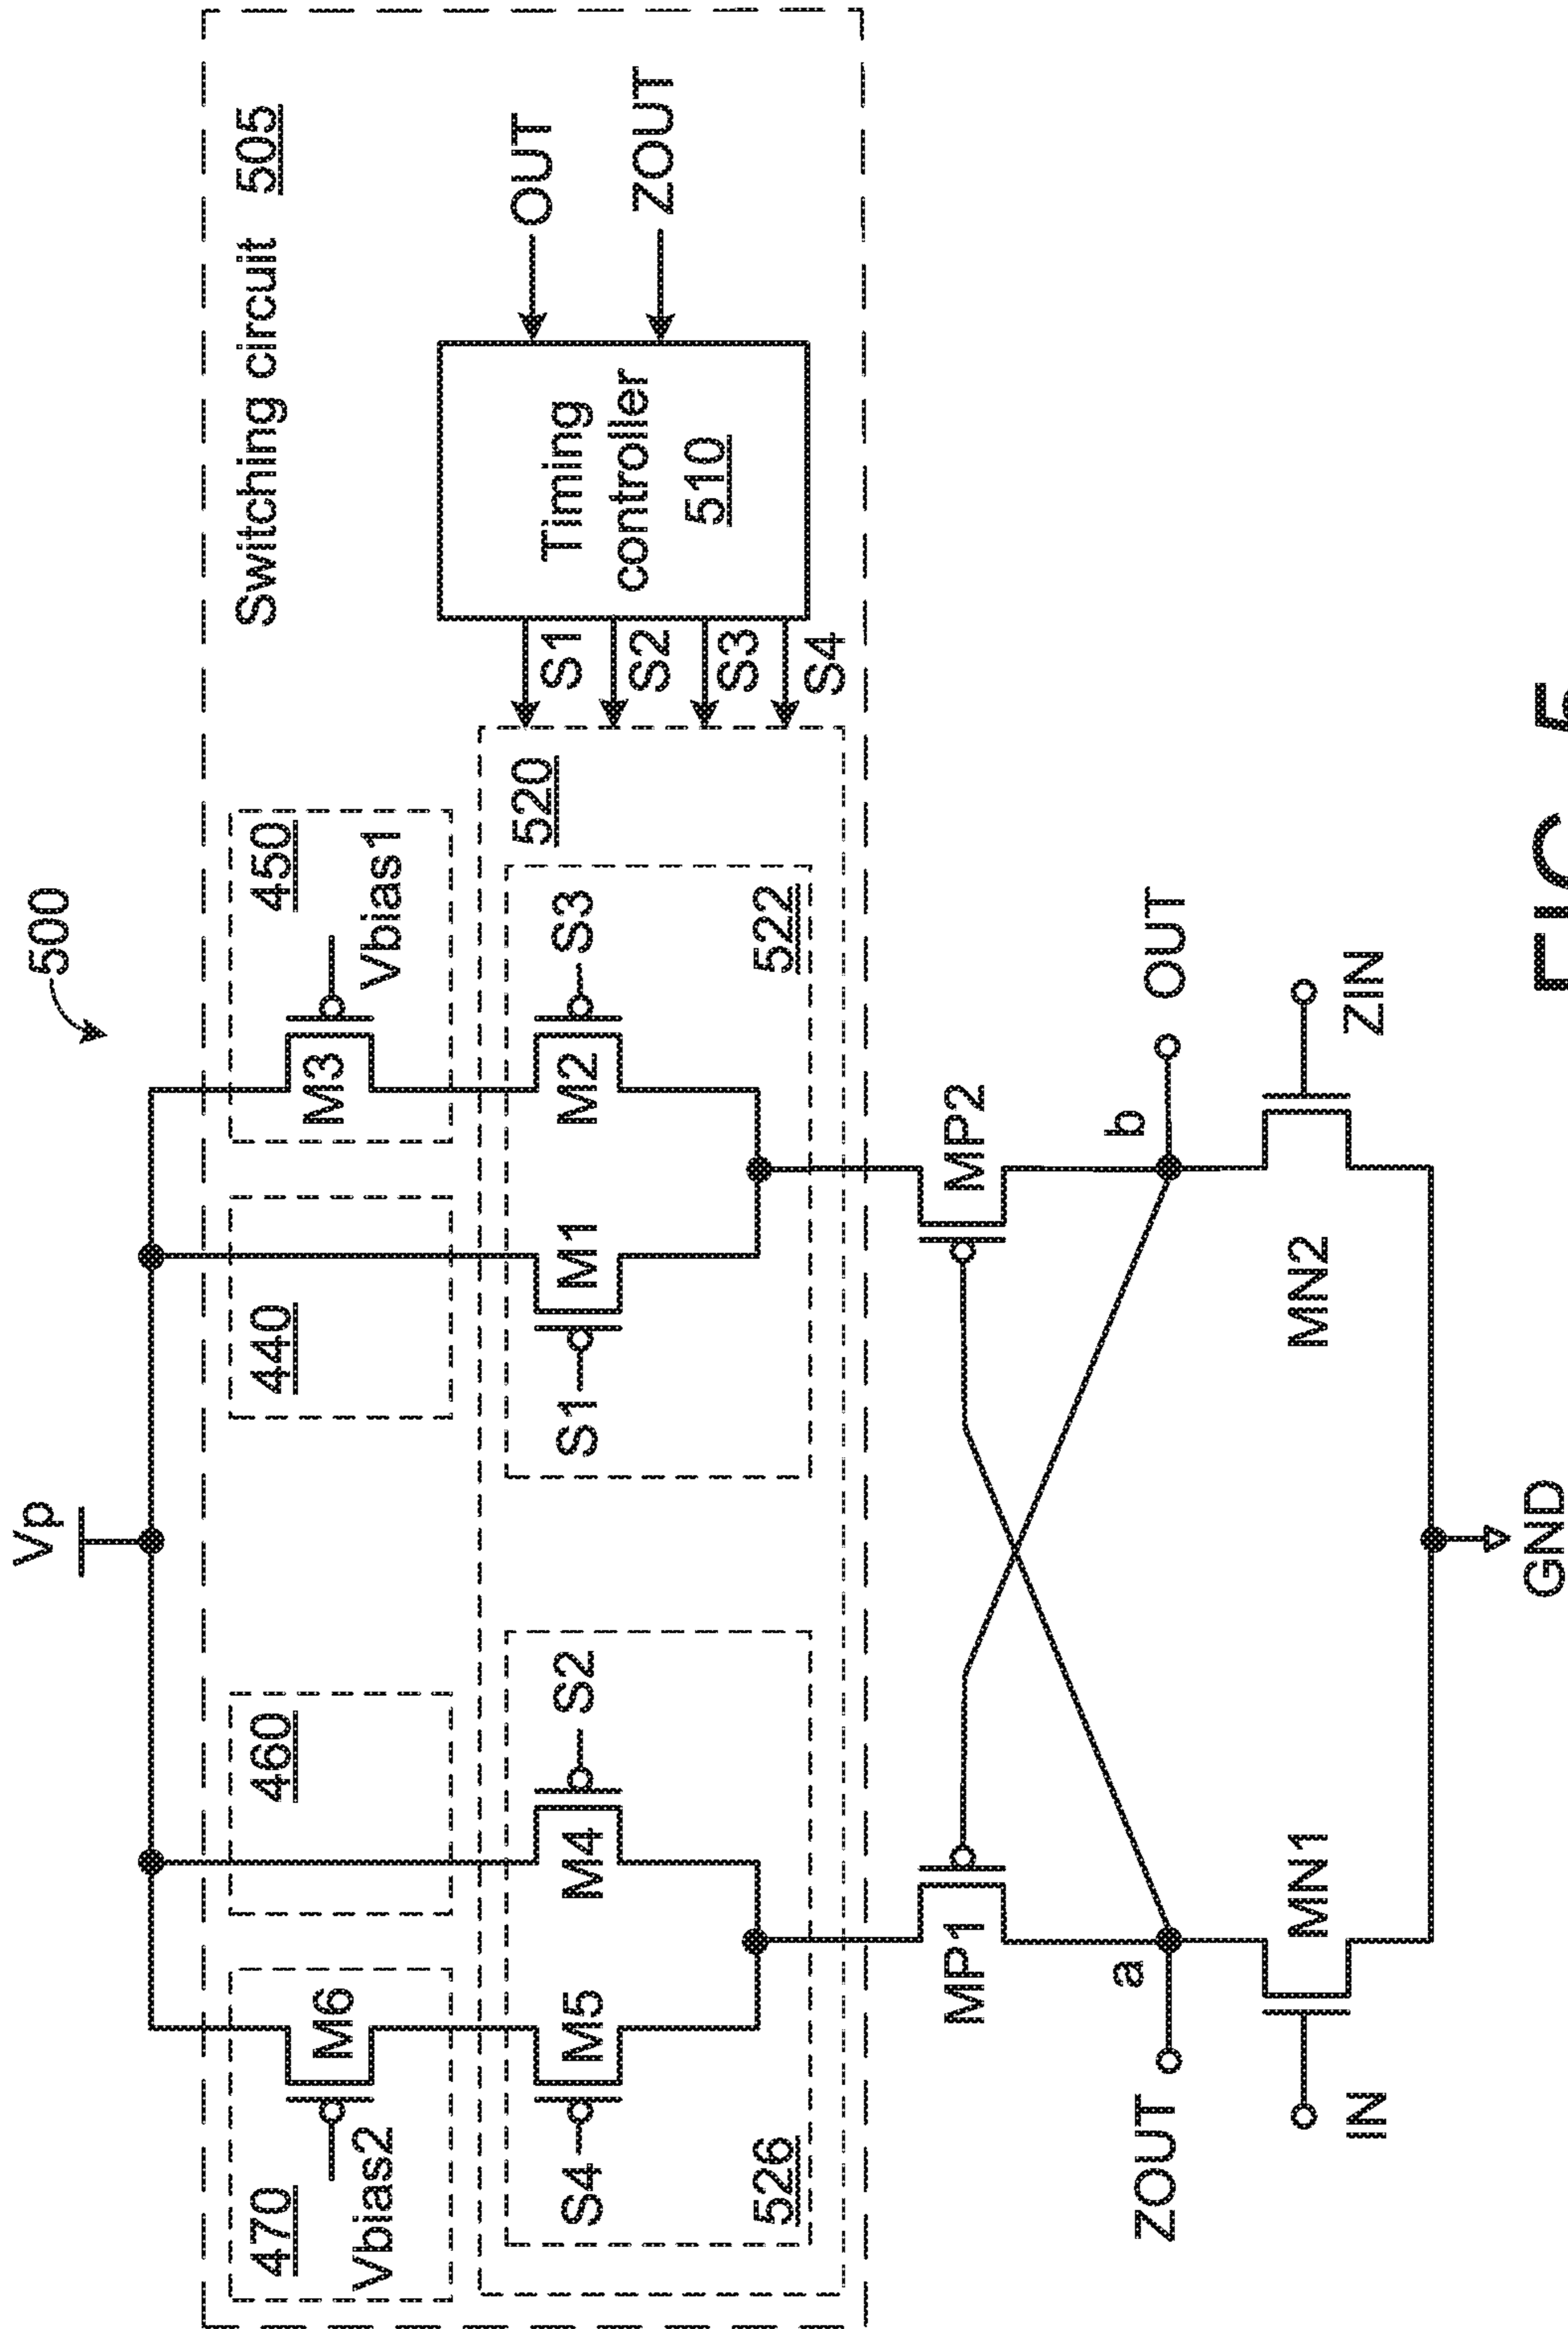 500
Vp
Switching circuit 505
470
M6
Vbias2
460
440
450
M3
Vbias1
520
S4
M5
M4
S2
526
S1
M1
M2
S3
522
S1
S2
S3
S4
Timing
controller
510
OUT
ZOUT
MP1
MP2
a
b
ZOUT
OUT
IN
MN1
MN2
ZIN
GND